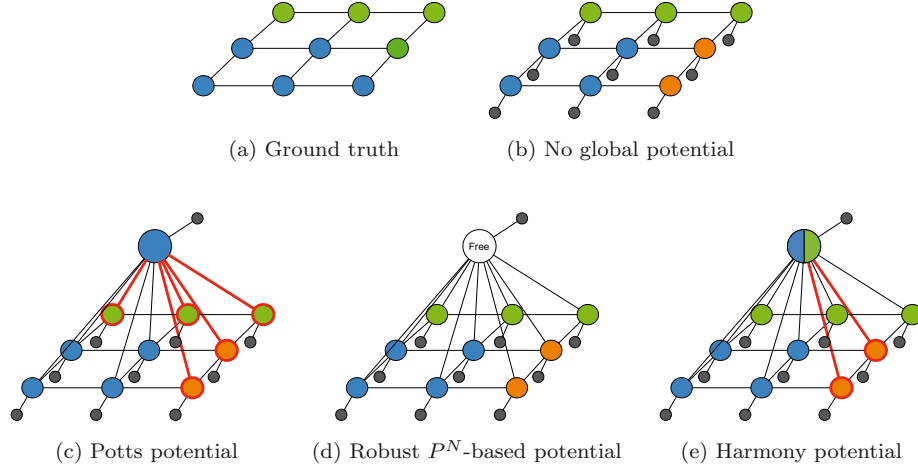 (a) Ground truth
(b) No global potential
Free
(c) Potts potential
(d) Robust P^N-based potential
(e) Harmony potential